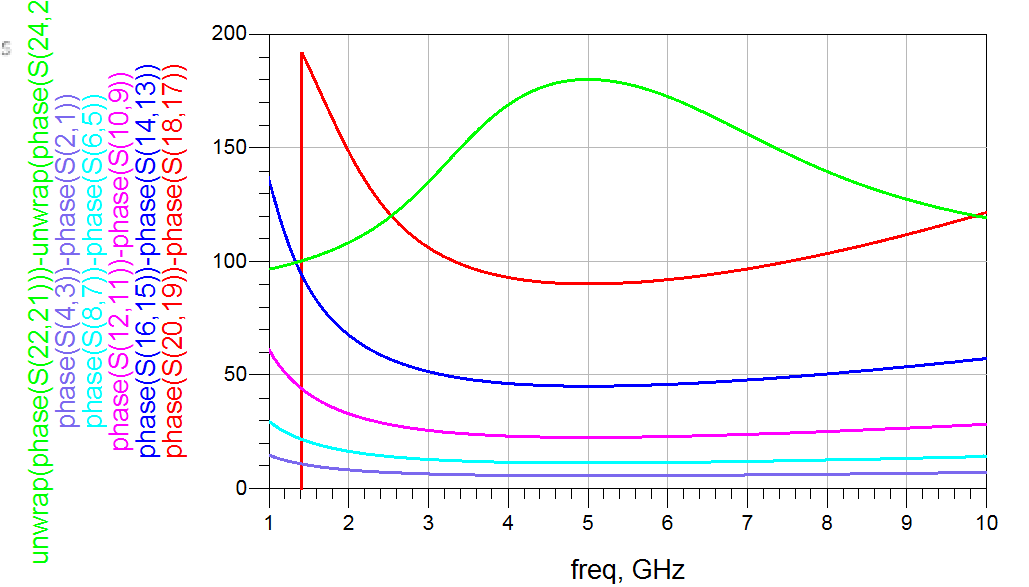 unwrap(phase(S(22,21)))-unwrap(phase(S(24,2
phase(S(4,3))-phase(S(2,1))
phase(S(8,7))-phase(S(6,5))
phase(S(12,11))-phase(S(10,9))
phase(S(16,15))-phase(S(14,13))
phase(S(20,19))-phase(S(18,17))
200
150
100
50
0
1 2 3 4 5 6 7 8 9 10
freq, GHz